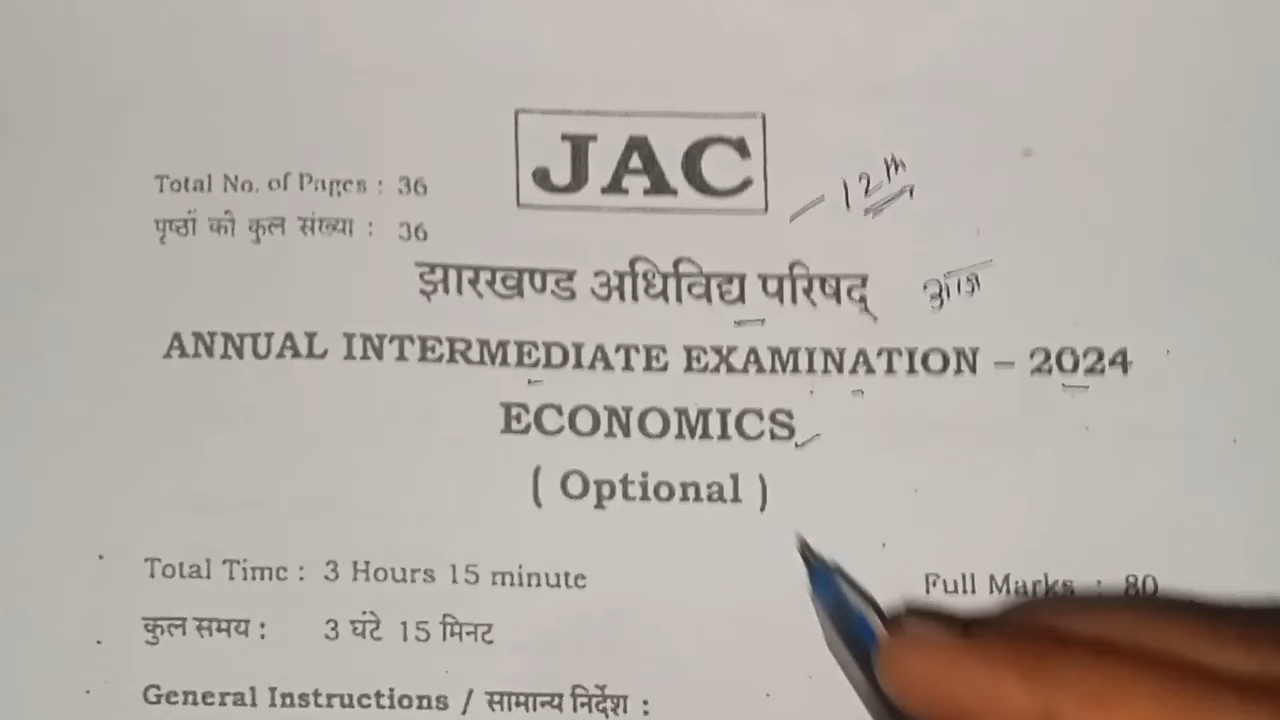 JAC
- 12th
Total No. of Pages : 36
पृष्ठों की कुल संख्या : 36
झारखण्ड अधिविद्य परिषद्
ANNUAL INTERMEDIATE EXAMINATION – 2024
ECONOMICS
( Optional )
Total Time : 3 Hours 15 minute
Full Marks : 80
कुल समय : 3 घंटे 15 मिनट
General Instructions / सामान्य निर्देश :